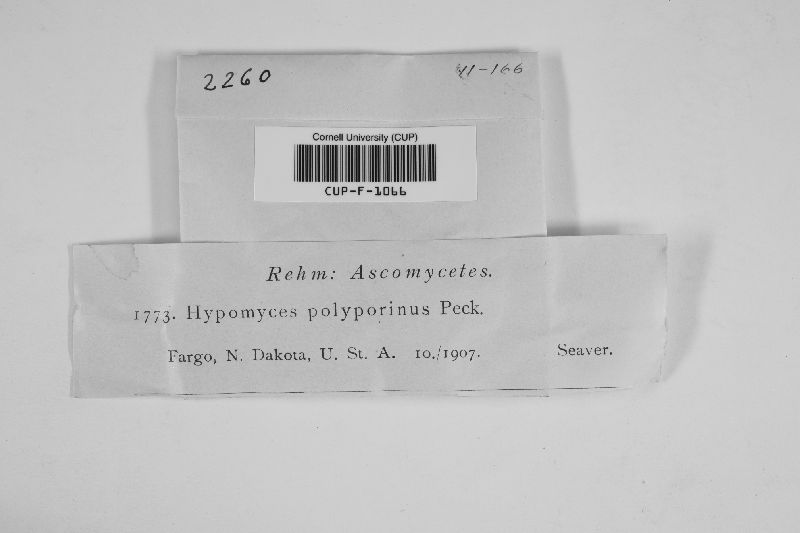 2260 41-166
Cornell University (CUP)
CUP-F-1066
Rehm: Ascomycetes.
1773. Hypomyces polyporinus Peck.
Fargo, N. Dakota, U. St. A. 10./1907. Seaver.